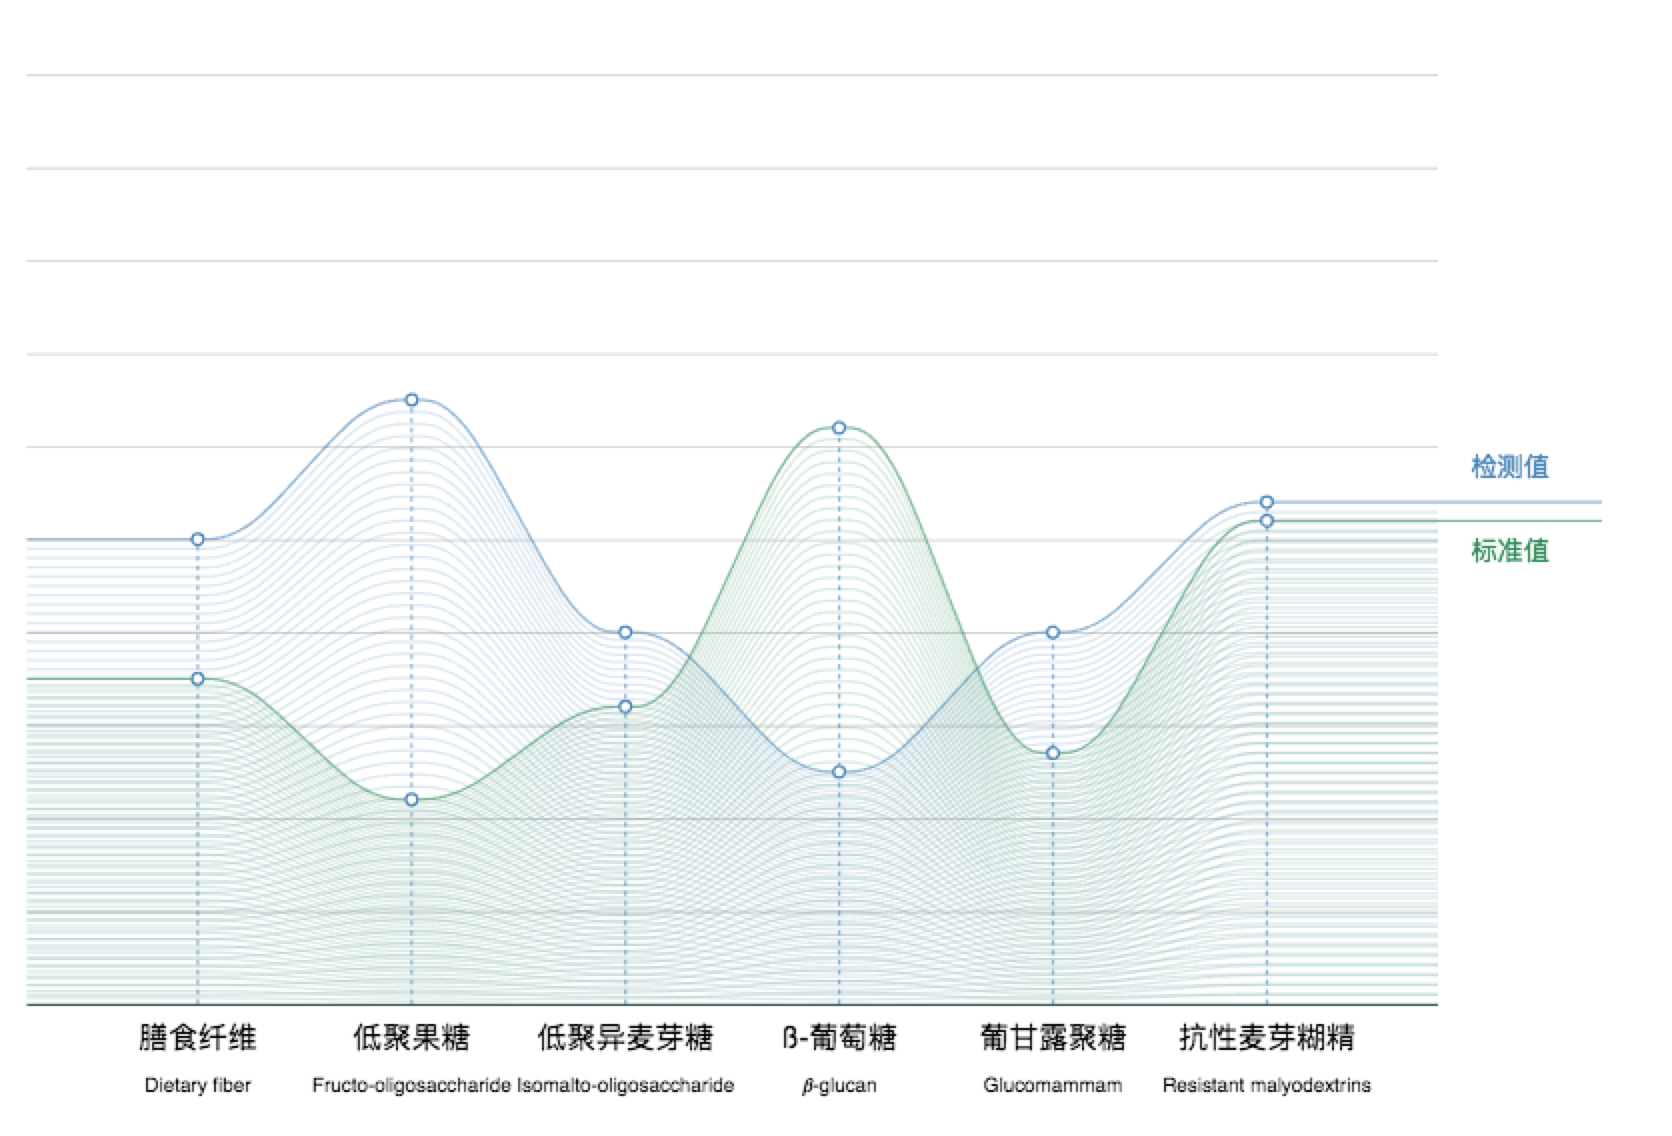 检测值
标准值
膳食纤维 低聚果糖 低聚异麦芽糖 ß-葡萄糖 葡甘露聚糖 抗性麦芽糊精
Dietary fiber Fructo-oligosaccharide Isomalto-oligosaccharide β-glucan Glucomammam Resistant malyodextrins